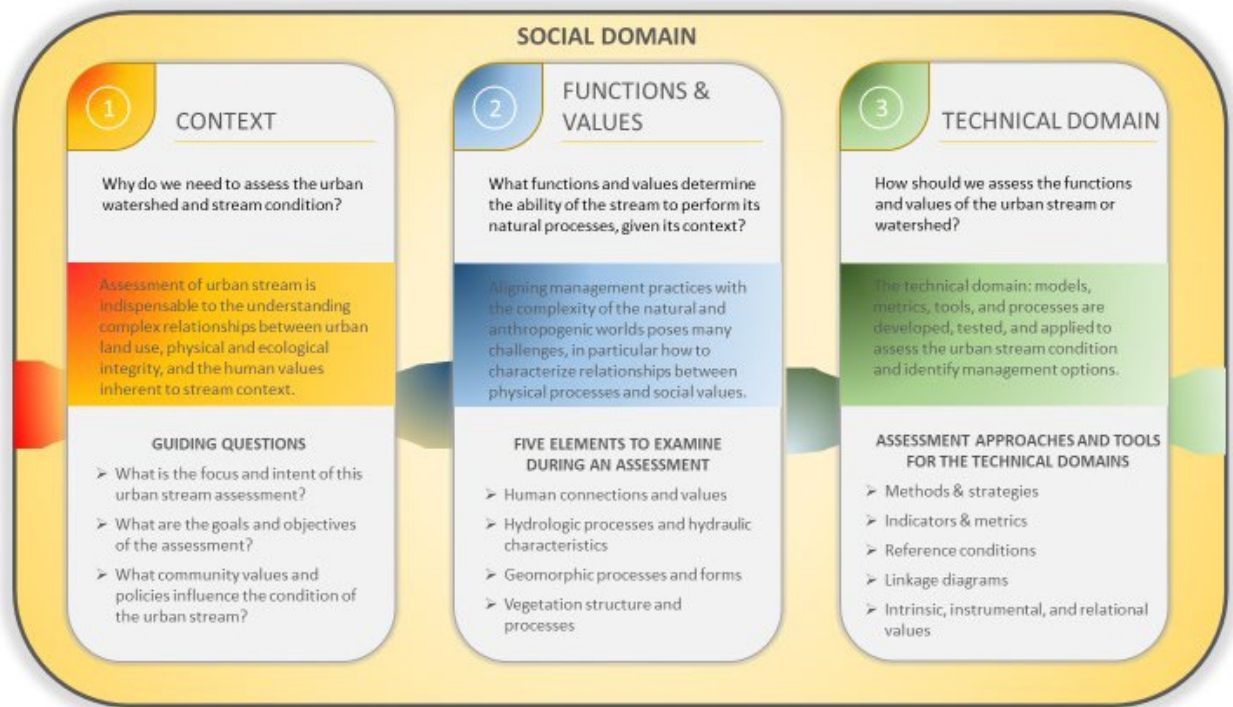 SOCIAL DOMAIN
1
CONTEXT
Why do we need to assess the urban
watershed and stream condition?
Assessment of urban stream is
indispensable to the understanding
complex relationships between urban
land use, physical and ecological
integrity, and the human values
inherent to stream context.
GUIDING QUESTIONS
➢ What is the focus and intent of this
urban stream assessment?
➢ What are the goals and objectives
of the assessment?
➢ What community values and
policies influence the condition of
the urban stream?
2
FUNCTIONS &
VALUES
What functions and values determine
the ability of the stream to perform its
natural processes, given its context?
Aligning management practices with
the complexity of the natural and
anthropogenic worlds poses many
challenges, in particular how to
characterize relationships between
physical processes and social values.
FIVE ELEMENTS TO EXAMINE
DURING AN ASSESSMENT
➢ Human connections and values
➢ Hydrologic processes and hydraulic
characteristics
➢ Geomorphic processes and forms
➢ Vegetation structure and
processes
3
TECHNICAL DOMAIN
How should we assess the functions
and values of the urban stream or
watershed?
The technical domain: models,
metrics, tools, and processes are
developed, tested, and applied to
assess the urban stream condition
and identify management options.
ASSESSMENT APPROACHES AND TOOLS
FOR THE TECHNICAL DOMAINS
➢ Methods & strategies
➢ Indicators & metrics
➢ Reference conditions
➢ Linkage diagrams
➢ Intrinsic, instrumental, and relational
values